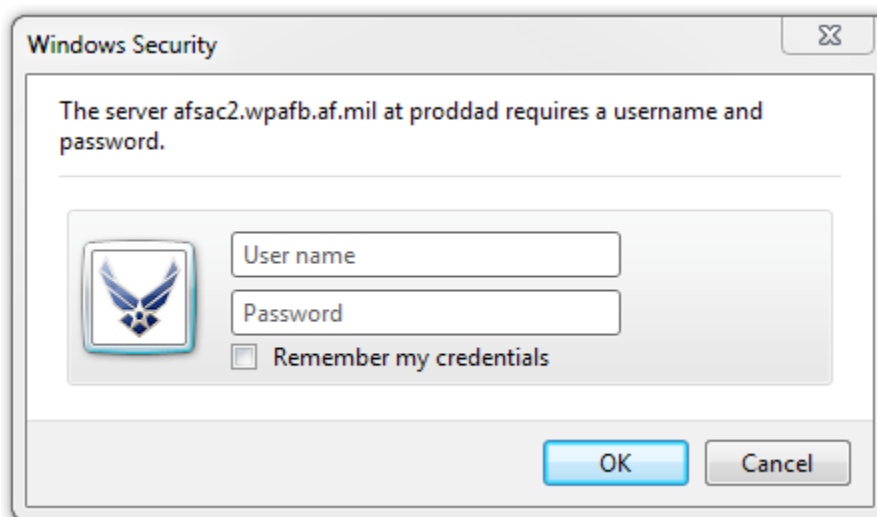 Windows Security
The server afsac2.wpafb.af.mil at proddad requires a username and
password.
User name
Password
Remember my credentials
OK
Cancel